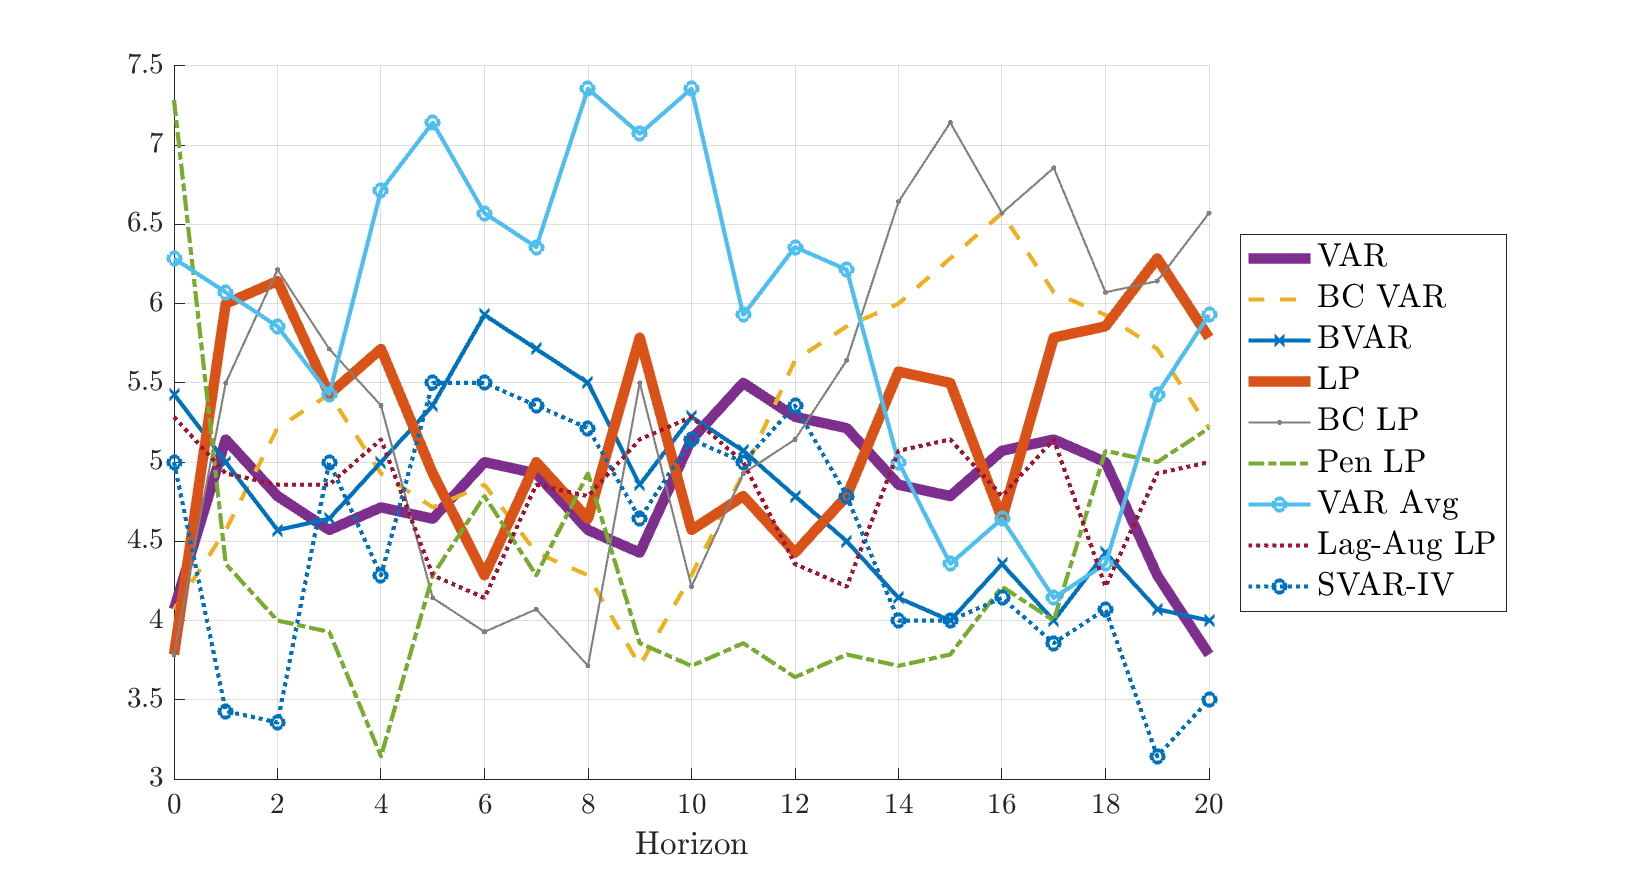 7.5
7
6.5
6
5.5
5
4.5
4
3.5
3
0 2 4 6 8 10 12 14 16 18 20
Horizon
VAR
BC VAR
BVAR
LP
BC LP
Pen LP
VAR Avg
Lag-Aug LP
SVAR-IV